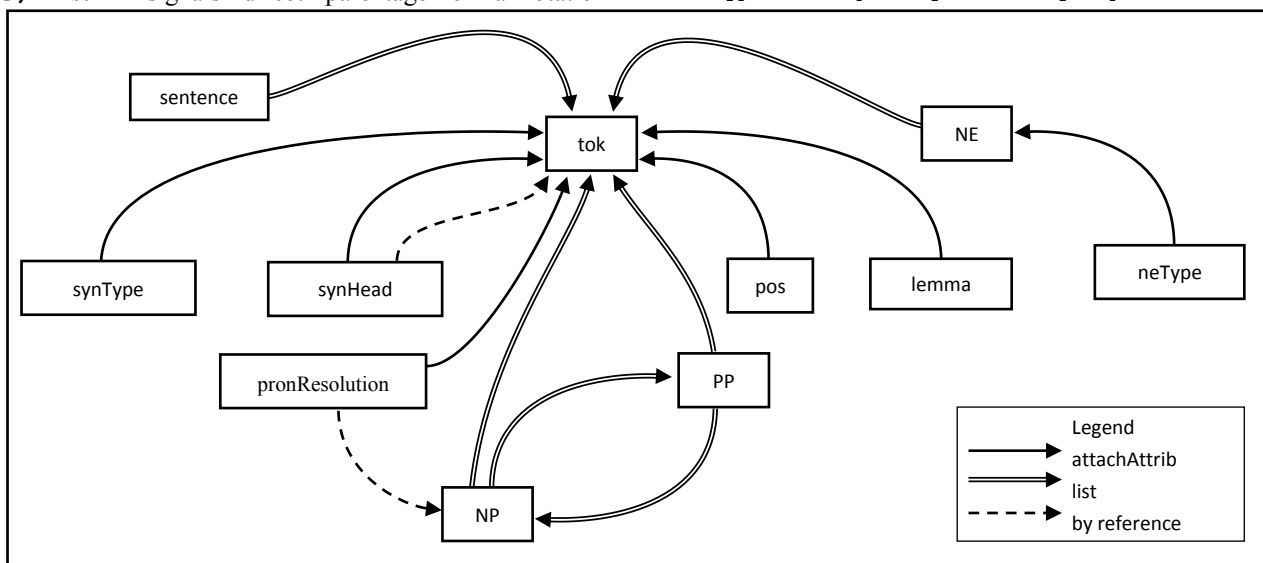 sentence
NE
tok
synType
synHead
pos
lemma
neType
pronResolution
PP
NP
Legend
attachAttrib
list
by reference